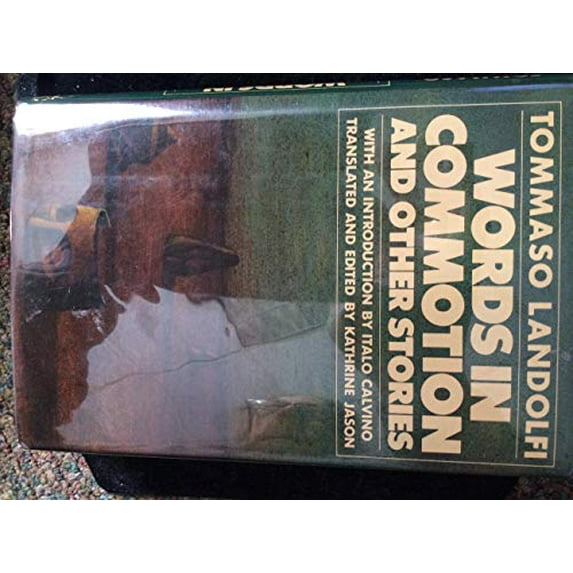 TOMMASO LANDOLFI
WORDS IN
COMMOTION
AND OTHER STORIES
WITH AN INTRODUCTION BY ITALO CALVINO
TRANSLATED AND EDITED BY KATHRINE JASON